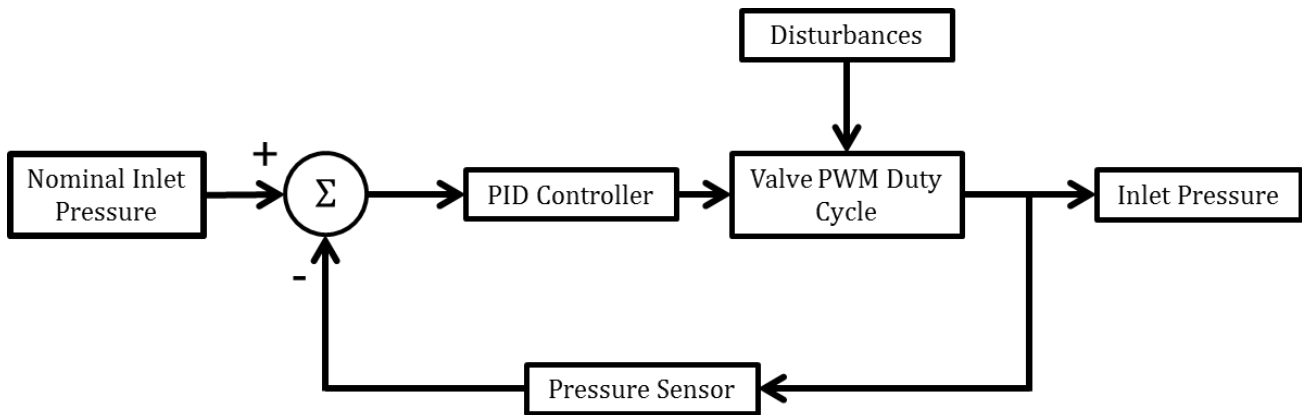 Disturbances
Nominal Inlet
Pressure
+
Σ
-
PID Controller
Valve PWM Duty
Cycle
Inlet Pressure
Pressure Sensor